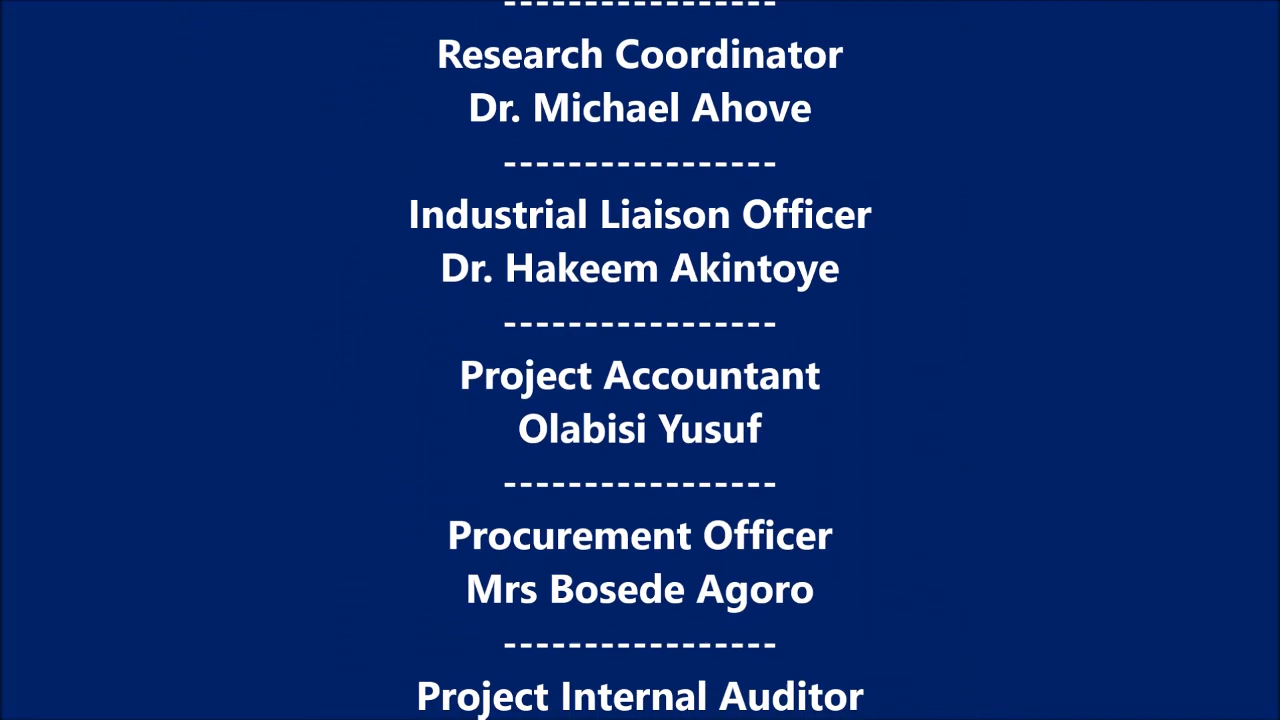 -----------------
Research Coordinator
Dr. Michael Ahove
-----------------
Industrial Liaison Officer
Dr. Hakeem Akintoye
-----------------
Project Accountant
Olabisi Yusuf
-----------------
Procurement Officer
Mrs Bosede Agoro
-----------------
Project Internal Auditor